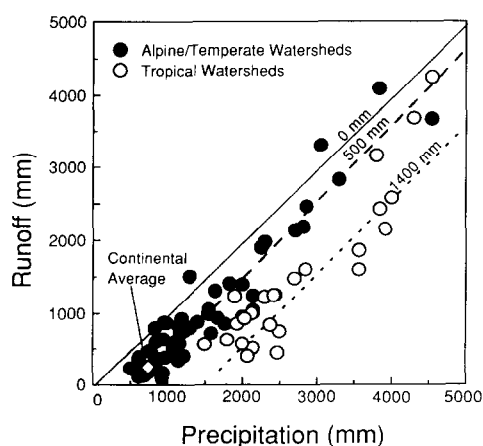 5000
4000
3000
2000
1000
0
Runoff (mm)
Alpine/Temperate Watersheds
Tropical Watersheds
0 mm
500 mm
1400 mm
Continental
Average
0
1000
2000
3000
4000
5000
Precipitation (mm)